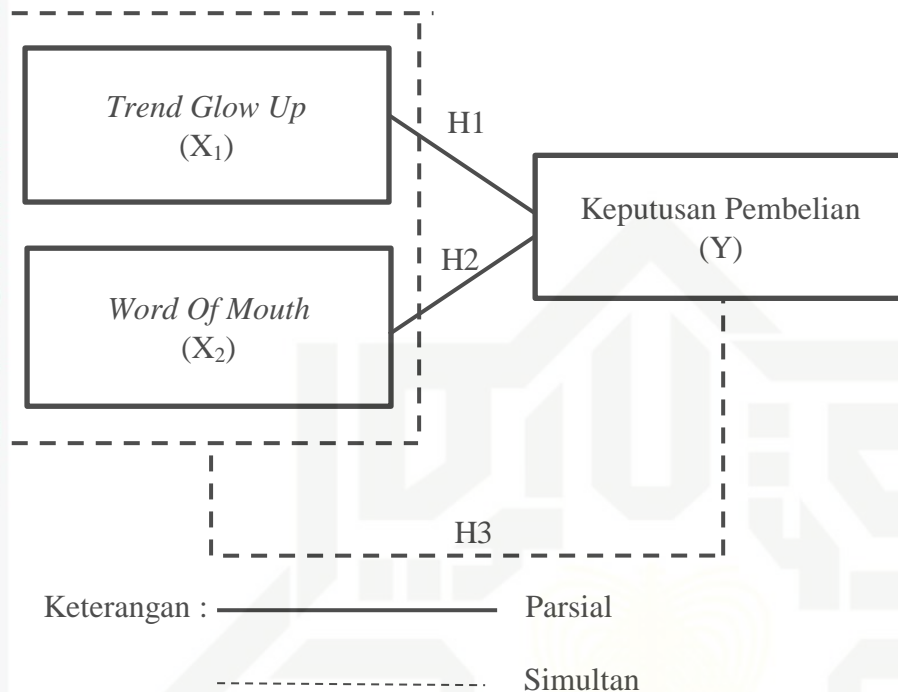 Trend Glow Up
(X₁)
H1
Keputusan Pembelian
(Y)
H2
Word Of Mouth
(X₂)
H3
Keterangan :
Parsial
Simultan